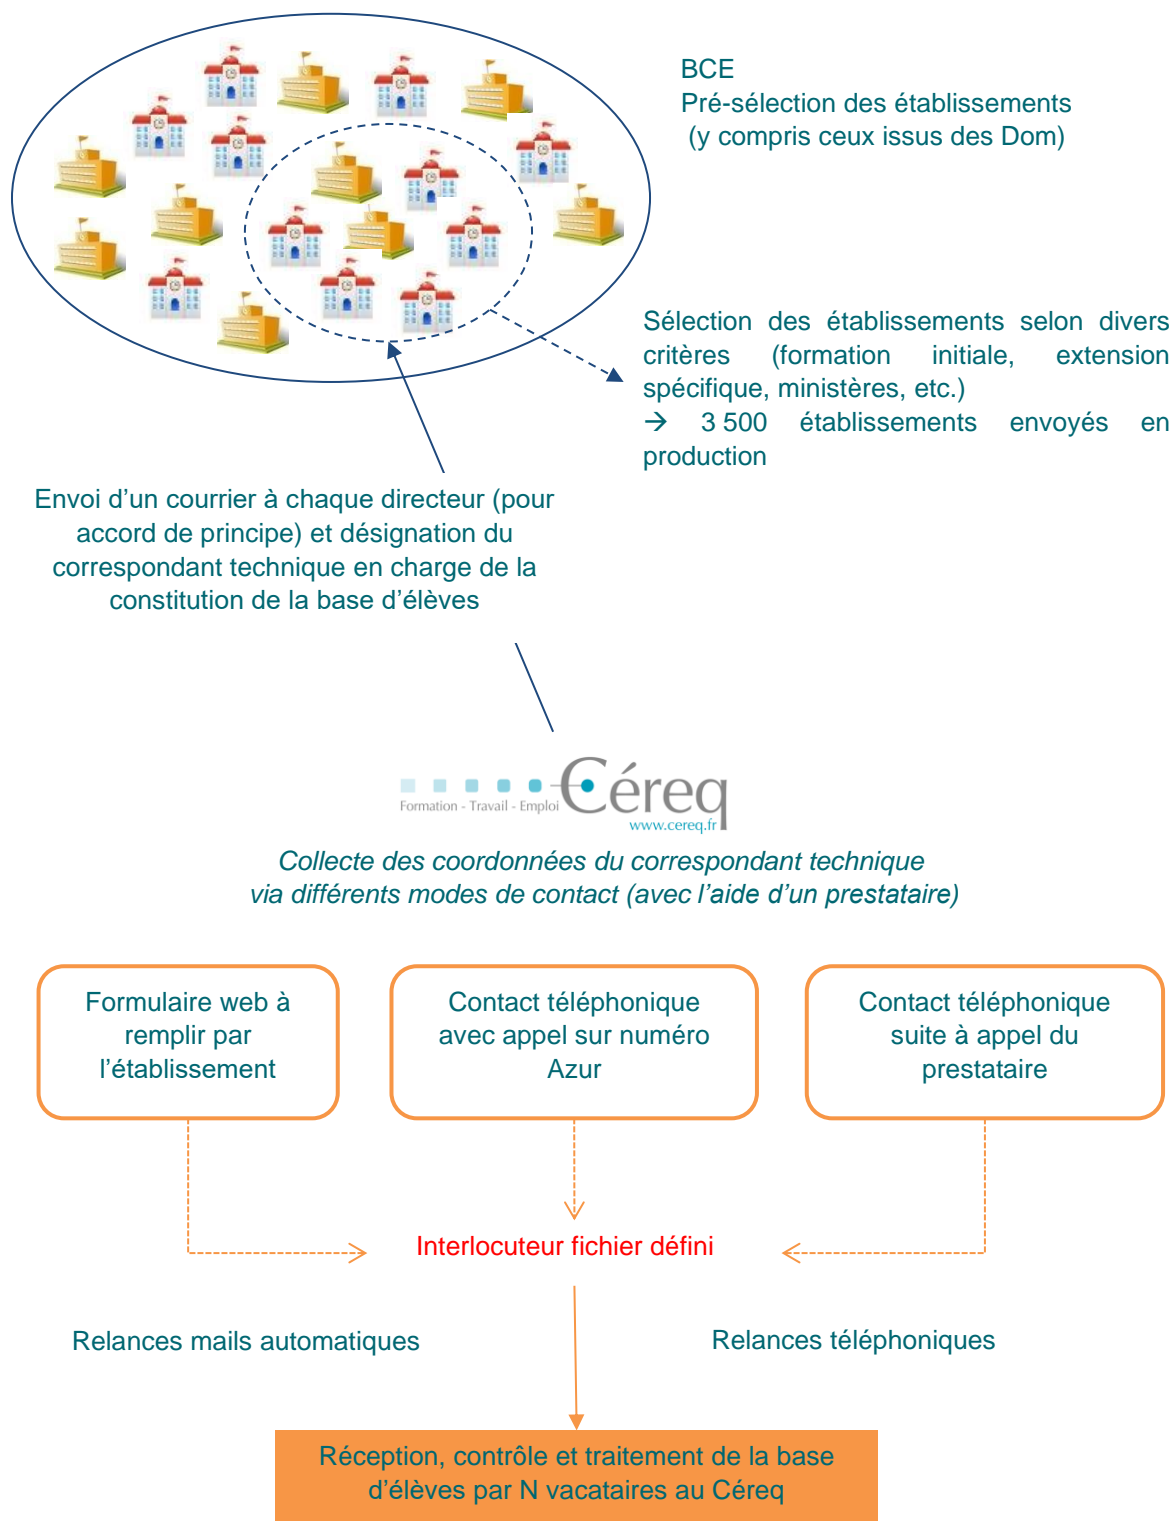 BCE
Pré-sélection des établissements
(y compris ceux issus des Dom)
Sélection des établissements selon divers
critères (formation initiale, extension
spécifique, ministères, etc.)
→ 3 500 établissements envoyés en
production
Envoi d’un courrier à chaque directeur (pour
accord de principe) et désignation du
correspondant technique en charge de la
constitution de la base d’élèves
Céreq
Formation - Travail - Emploi
www.cereq.fr
Collecte des coordonnées du correspondant technique
via différents modes de contact (avec l’aide d’un prestataire)
Formulaire web à
remplir par
l’établissement
Contact téléphonique
avec appel sur numéro
Azur
Contact téléphonique
suite à appel du
prestataire
Interlocuteur fichier défini
Relances mails automatiques
Relances téléphoniques
Réception, contrôle et traitement de la base
d’élèves par N vacataires au Céreq